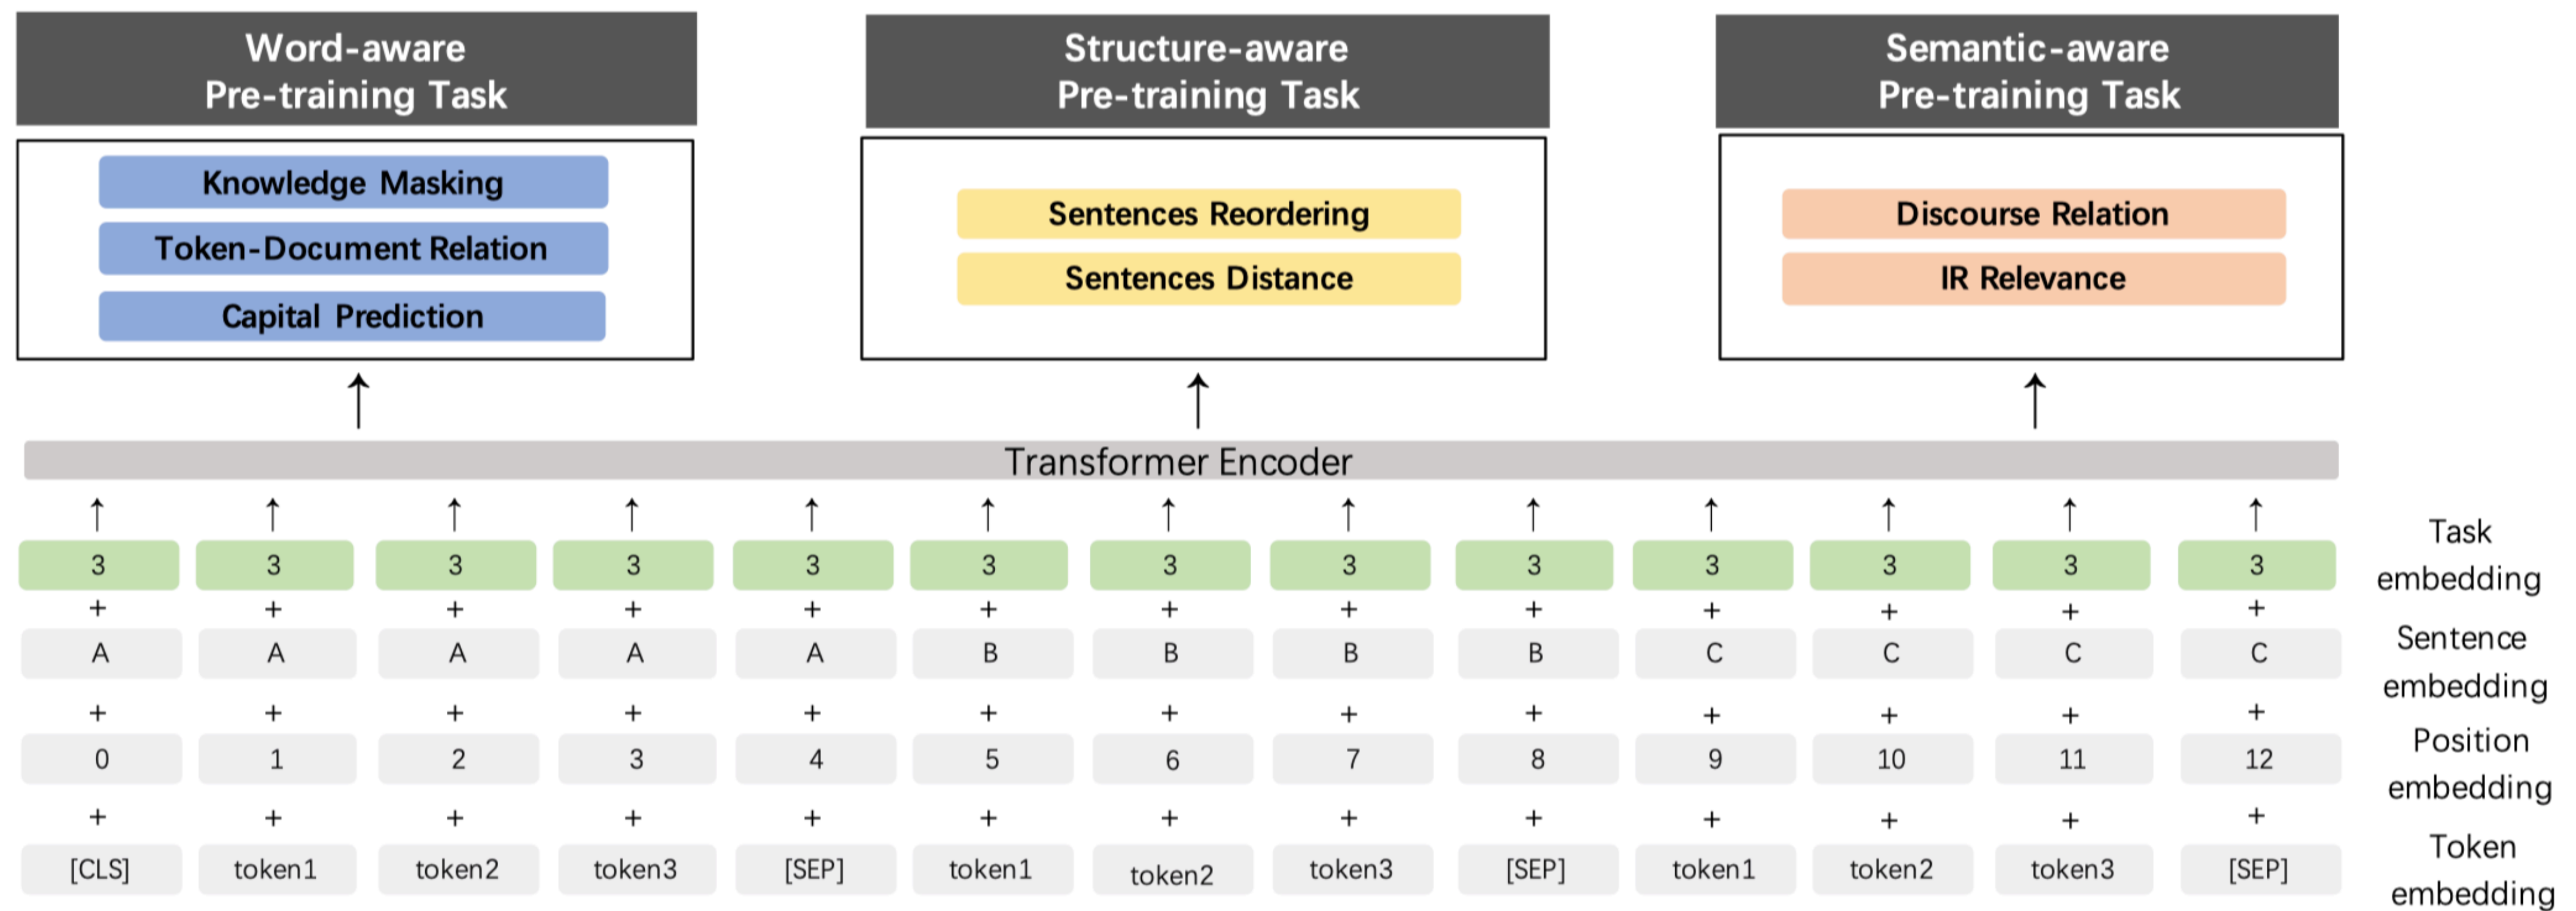 Word-aware
Pre-training Task
Structure-aware
Pre-training Task
Semantic-aware
Pre-training Task
Knowledge Masking
Token-Document Relation
Capital Prediction
Sentences Reordering
Sentences Distance
Discourse Relation
IR Relevance
Transformer Encoder
3 3 3 3 3 3 3 3 3 3 3 3 3
Task
embedding
+ + + + + + + + + + + + +
A A A A A B B B B C C C C
Sentence
embedding
+ + + + + + + + + + + + +
0 1 2 3 4 5 6 7 8 9 10 11 12
Position
embedding
+ + + + + + + + + + + + +
[CLS] token1 token2 token3 [SEP] token1 token2 token3 [SEP] token1 token2 token3 [SEP]
Token
embedding